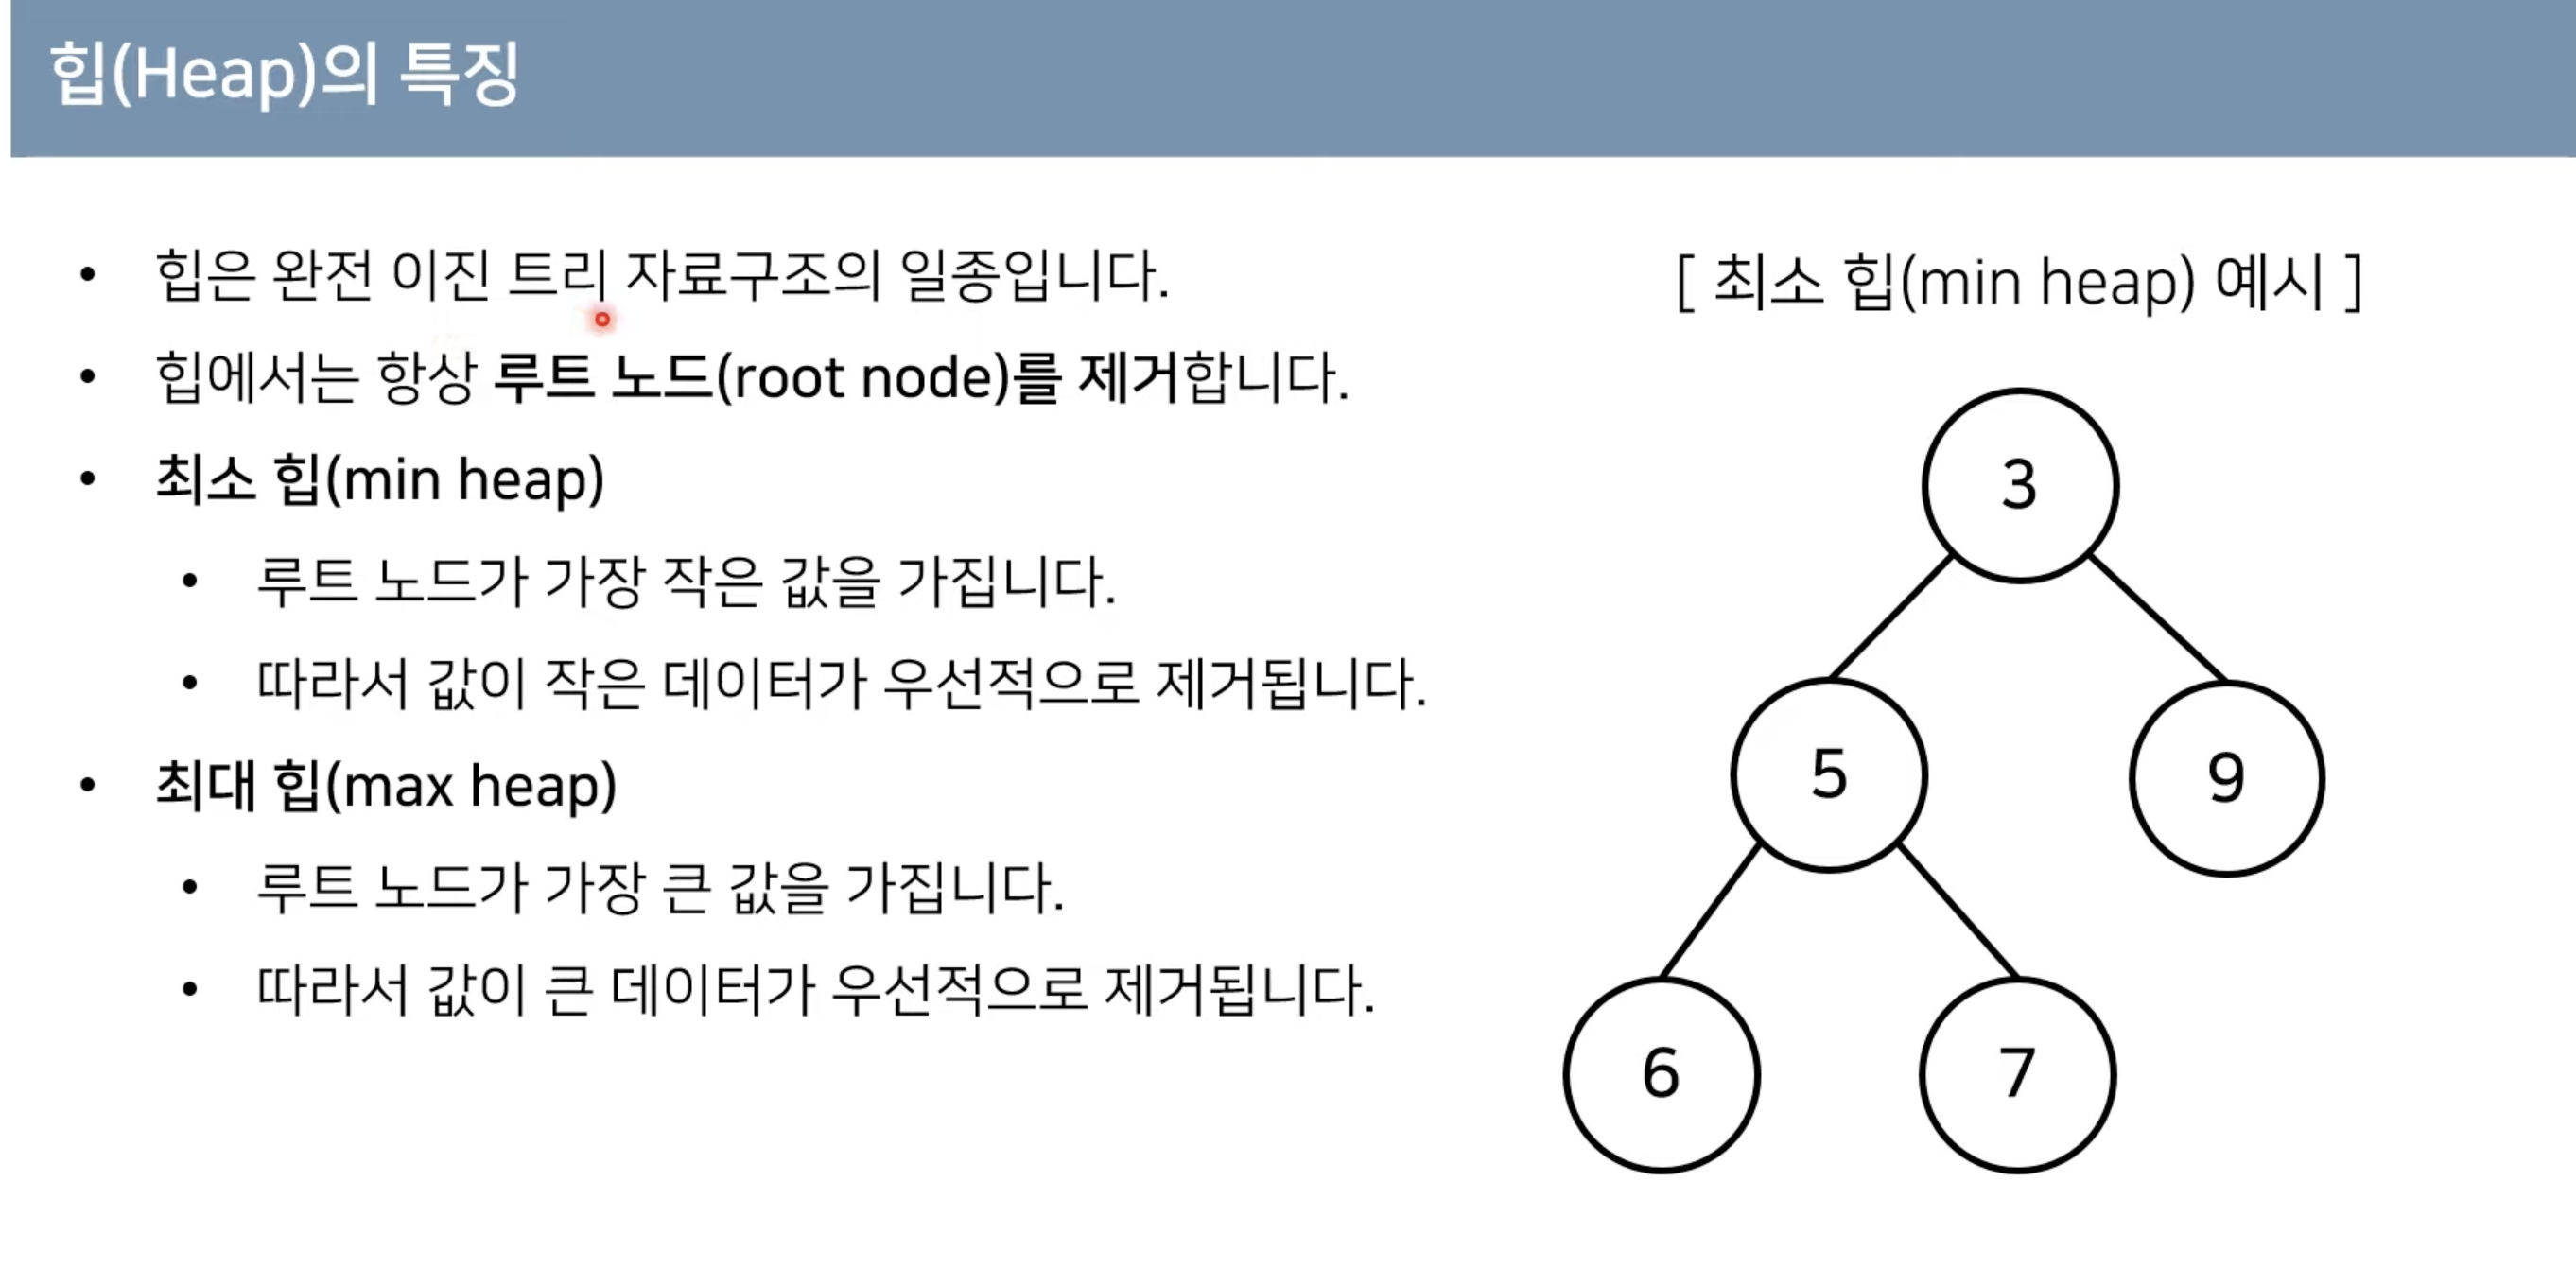 힙(Heap)의 특징
• 힙은 완전 이진 트리 자료구조의 일종입니다.
• 힙에서는 항상 루트 노드(root node)를 제거합니다.
• 최소 힙(min heap)
• 루트 노드가 가장 작은 값을 가집니다.
• 따라서 값이 작은 데이터가 우선적으로 제거됩니다.
• 최대 힙(max heap)
• 루트 노드가 가장 큰 값을 가집니다.
• 따라서 값이 큰 데이터가 우선적으로 제거됩니다.
[ 최소 힙(min heap) 예시 ]
3
5 9
6 7